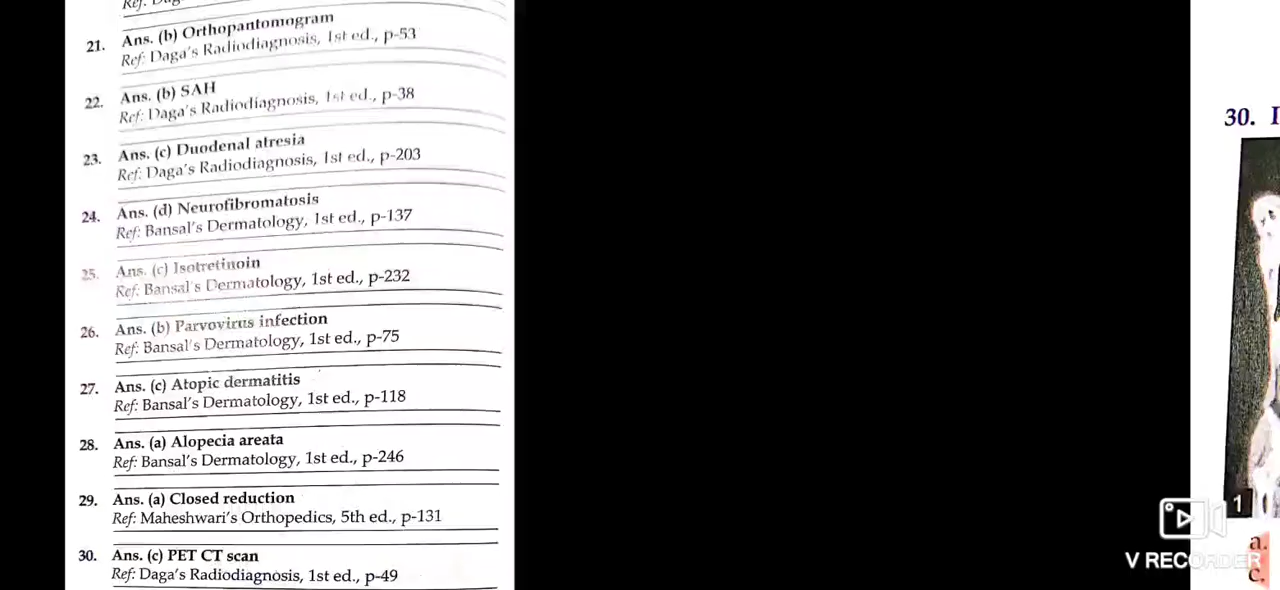 Ref:
21. Ans. (b) Orthopantomogram
Ref: Daga's Radiodiagnosis, 1st ed., p-53
22. Ans. (b) SAH
Ref: Daga's Radiodiagnosis, 1st ed., p-38
23. Ans. (c) Duodenal atresia
Ref: Daga's Radiodiagnosis, 1st ed., p-203
24. Ans. (d) Neurofibromatosis
Ref: Bansal's Dermatology, 1st ed., p-137
25. Ans. (c) Isotretinoin
Ref: Bansal's Dermatology, 1st ed., p-232
26. Ans. (b) Parvovirus infection
Ref: Bansal's Dermatology, 1st ed., p-75
27. Ans. (c) Atopic dermatitis
Ref: Bansal's Dermatology, 1st ed., p-118
28. Ans. (a) Alopecia areata
Ref: Bansal's Dermatology, 1st ed., p-246
29. Ans. (a) Closed reduction
Ref: Maheshwari's Orthopedics, 5th ed., p-131
30. Ans. (c) PET CT scan
Ref: Daga's Radiodiagnosis, 1st ed., p-49
30.
1
a.
c.
V RECORDER